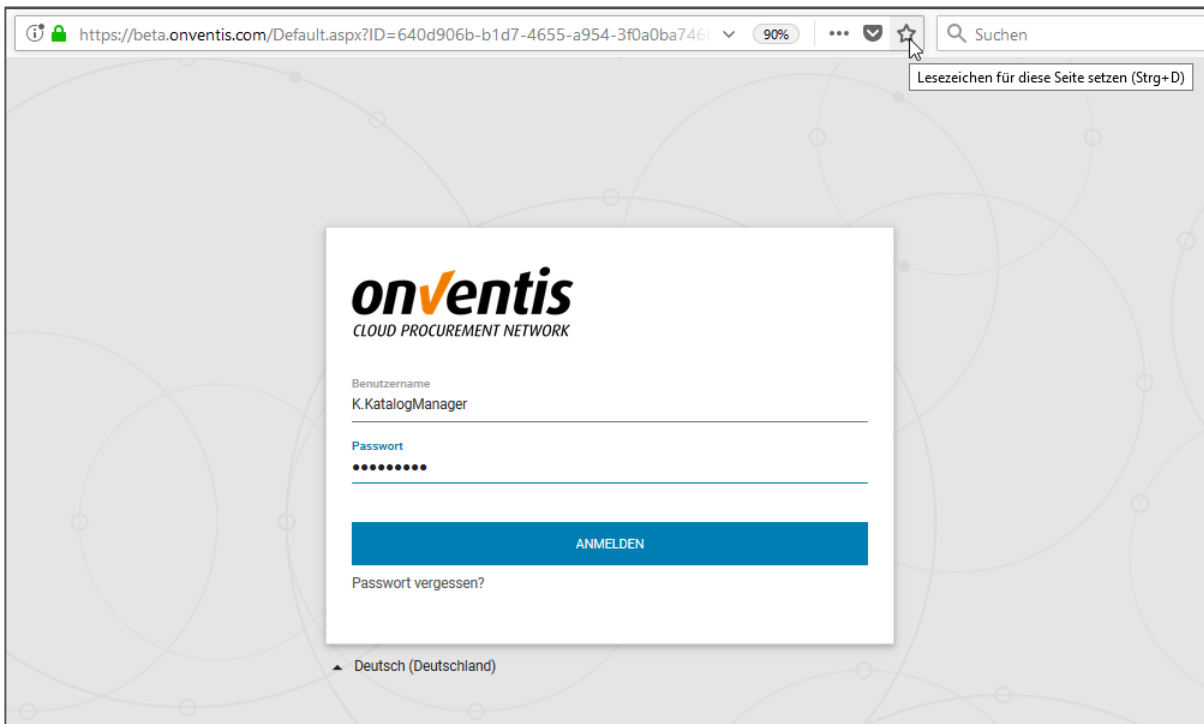 https://beta.onventis.com/Default.aspx?ID=640d906b-b1d7-4655-a954-3f0a0ba746
90%
Suchen
Lesezeichen für diese Seite setzen (Strg+D)
onventis
CLOUD PROCUREMENT NETWORK
Benutzername
K.KatalogManager
Passwort
•••••••••
ANMELDEN
Passwort vergessen?
Deutsch (Deutschland)